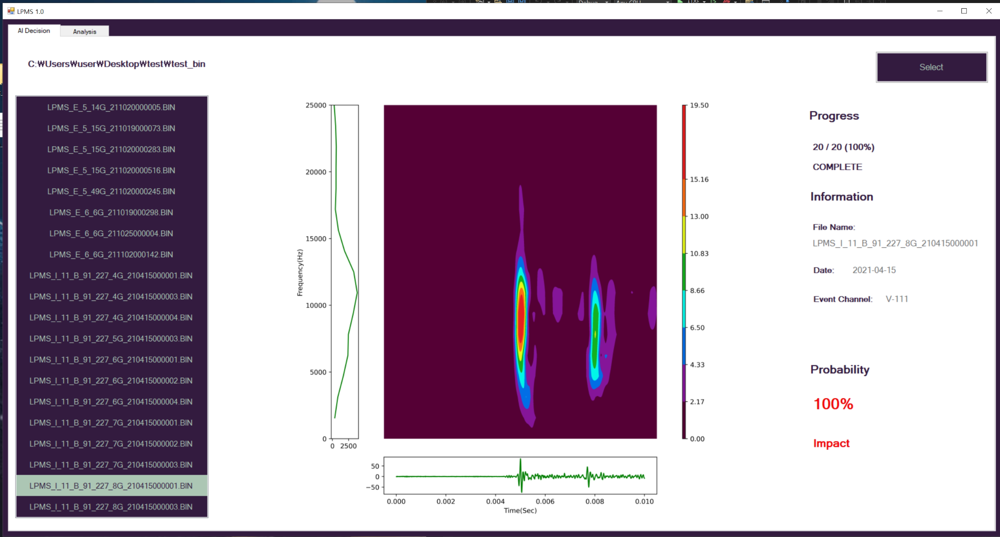 Debug
Any CPU
시작
LPMS 1.0
AI Decision
Analysis
C:₩Users₩user₩Desktop₩test₩test_bin
Select
LPMS_E_5_14G_211020000005.BIN
LPMS_E_5_15G_211019000073.BIN
LPMS_E_5_15G_211020000283.BIN
LPMS_E_5_15G_211020000516.BIN
LPMS_E_5_49G_211020000245.BIN
LPMS_E_6_6G_211019000298.BIN
LPMS_E_6_6G_211025000004.BIN
LPMS_E_6_6G_211102000142.BIN
LPMS_I_11_B_91_227_4G_210415000001.BIN
LPMS_I_11_B_91_227_4G_210415000003.BIN
LPMS_I_11_B_91_227_4G_210415000004.BIN
LPMS_I_11_B_91_227_5G_210415000003.BIN
LPMS_I_11_B_91_227_6G_210415000001.BIN
LPMS_I_11_B_91_227_6G_210415000002.BIN
LPMS_I_11_B_91_227_6G_210415000004.BIN
LPMS_I_11_B_91_227_7G_210415000001.BIN
LPMS_I_11_B_91_227_7G_210415000002.BIN
LPMS_I_11_B_91_227_7G_210415000003.BIN
LPMS_I_11_B_91_227_8G_210415000001.BIN
LPMS_I_11_B_91_227_8G_210415000003.BIN
Frequency(Hz)
25000
20000
15000
10000
5000
0
0 2500
19.50
15.16
13.00
10.83
8.66
6.50
4.33
2.17
0.00
50
0
−50
0.000 0.002 0.004 0.006 0.008 0.010
Time(Sec)
Progress
20 / 20 (100%)
COMPLETE
Information
File Name:
LPMS_I_11_B_91_227_8G_210415000001
Date: 2021-04-15
Event Channel: V-111
Probability
100%
Impact